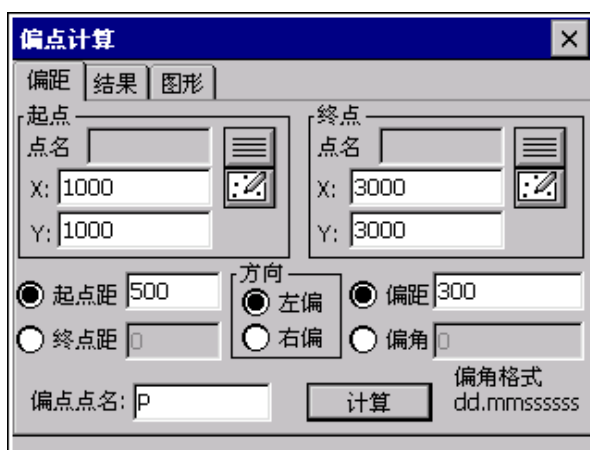 偏点计算
偏距 结果 图形
起点 终点
点名 点名
X: 1000 X: 3000
Y: 1000 Y: 3000
方向
起点距 500 左偏 偏距 300
终点距 0 右偏 偏角 0
偏角格式
偏点点名: P 计算 dd.mmssssss